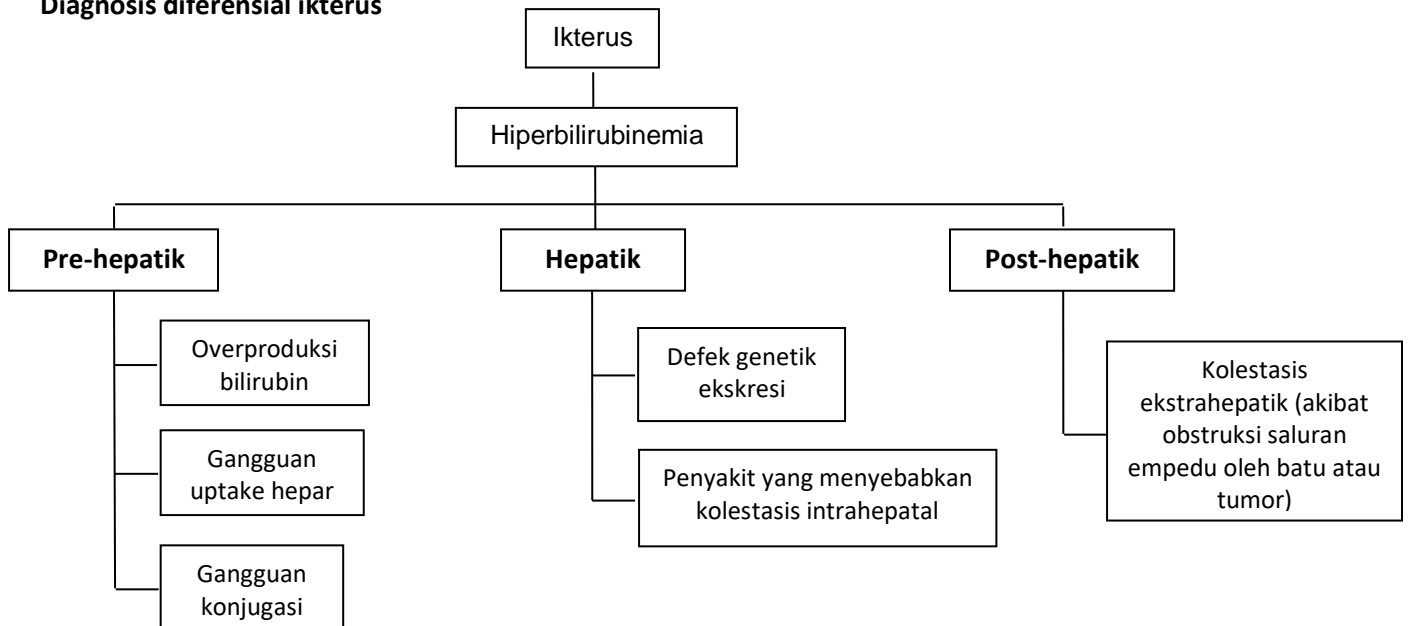 Diagnosis diferensial ikterus
Ikterus
Hiperbilirubinemia
Pre-hepatik
Overproduksi
bilirubin
Gangguan
uptake hepar
Gangguan
konjugasi
Hepatik
Defek genetik
ekskresi
Penyakit yang menyebabkan
kolestasis intrahepatal
Post-hepatik
Kolestasis
ekstrahepatik (akibat
obstruksi saluran
empedu oleh batu atau
tumor)